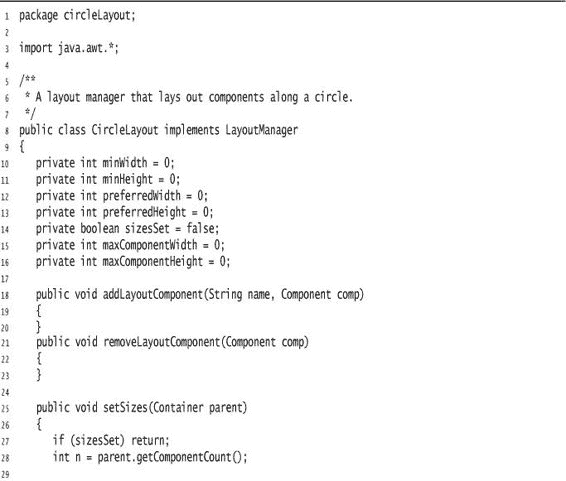 1 package circleLayout;
2
3 import java.awt.*;
4
5 /**
6  * A layout manager that lays out components along a circle.
7  */
8 public class CircleLayout implements LayoutManager
9 {
10    private int minWidth = 0;
11    private int minHeight = 0;
12    private int preferredWidth = 0;
13    private int preferredHeight = 0;
14    private boolean sizesSet = false;
15    private int maxComponentWidth = 0;
16    private int maxComponentHeight = 0;
17
18    public void addLayoutComponent(String name, Component comp)
19    {
20    }
21    public void removeLayoutComponent(Component comp)
22    {
23    }
24
25    public void setSizes(Container parent)
26    {
27       if (sizesSet) return;
28       int n = parent.getComponentCount();
29